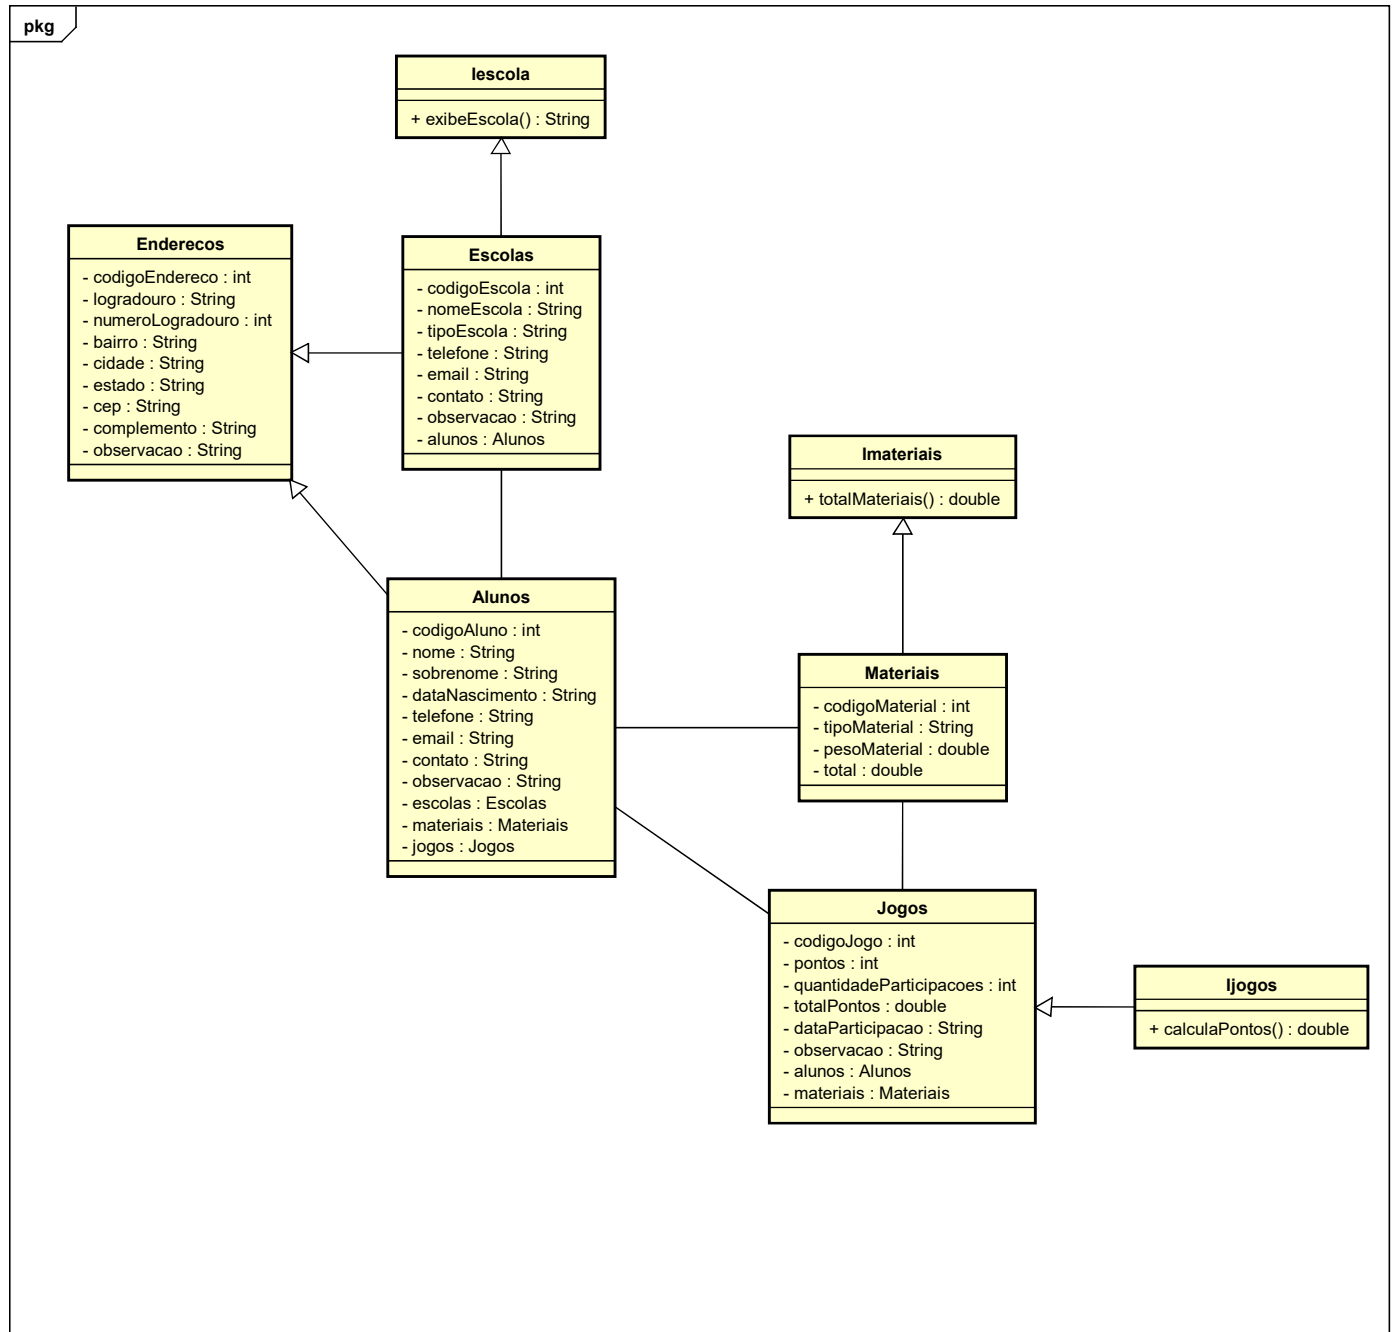 pkg
Iescola
+ exibeEscola() : String
Enderecos
- codigoEndereco : int
- logradouro : String
- numeroLogradouro : int
- bairro : String
- cidade : String
- estado : String
- cep : String
- complemento : String
- observacao : String
Escolas
- codigoEscola : int
- nomeEscola : String
- tipoEscola : String
- telefone : String
- email : String
- contato : String
- observacao : String
- alunos : Alunos
Imateriais
+ totalMateriais() : double
Alunos
- codigoAluno : int
- nome : String
- sobrenome : String
- dataNascimento : String
- telefone : String
- email : String
- contato : String
- observacao : String
- escolas : Escolas
- materiais : Materiais
- jogos : Jogos
Materiais
- codigoMaterial : int
- tipoMaterial : String
- pesoMaterial : double
- total : double
Jogos
- codigoJogo : int
- pontos : int
- quantidadeParticipacoes : int
- totalPontos : double
- dataParticipacao : String
- observacao : String
- alunos : Alunos
- materiais : Materiais
Ijogos
+ calculaPontos() : double